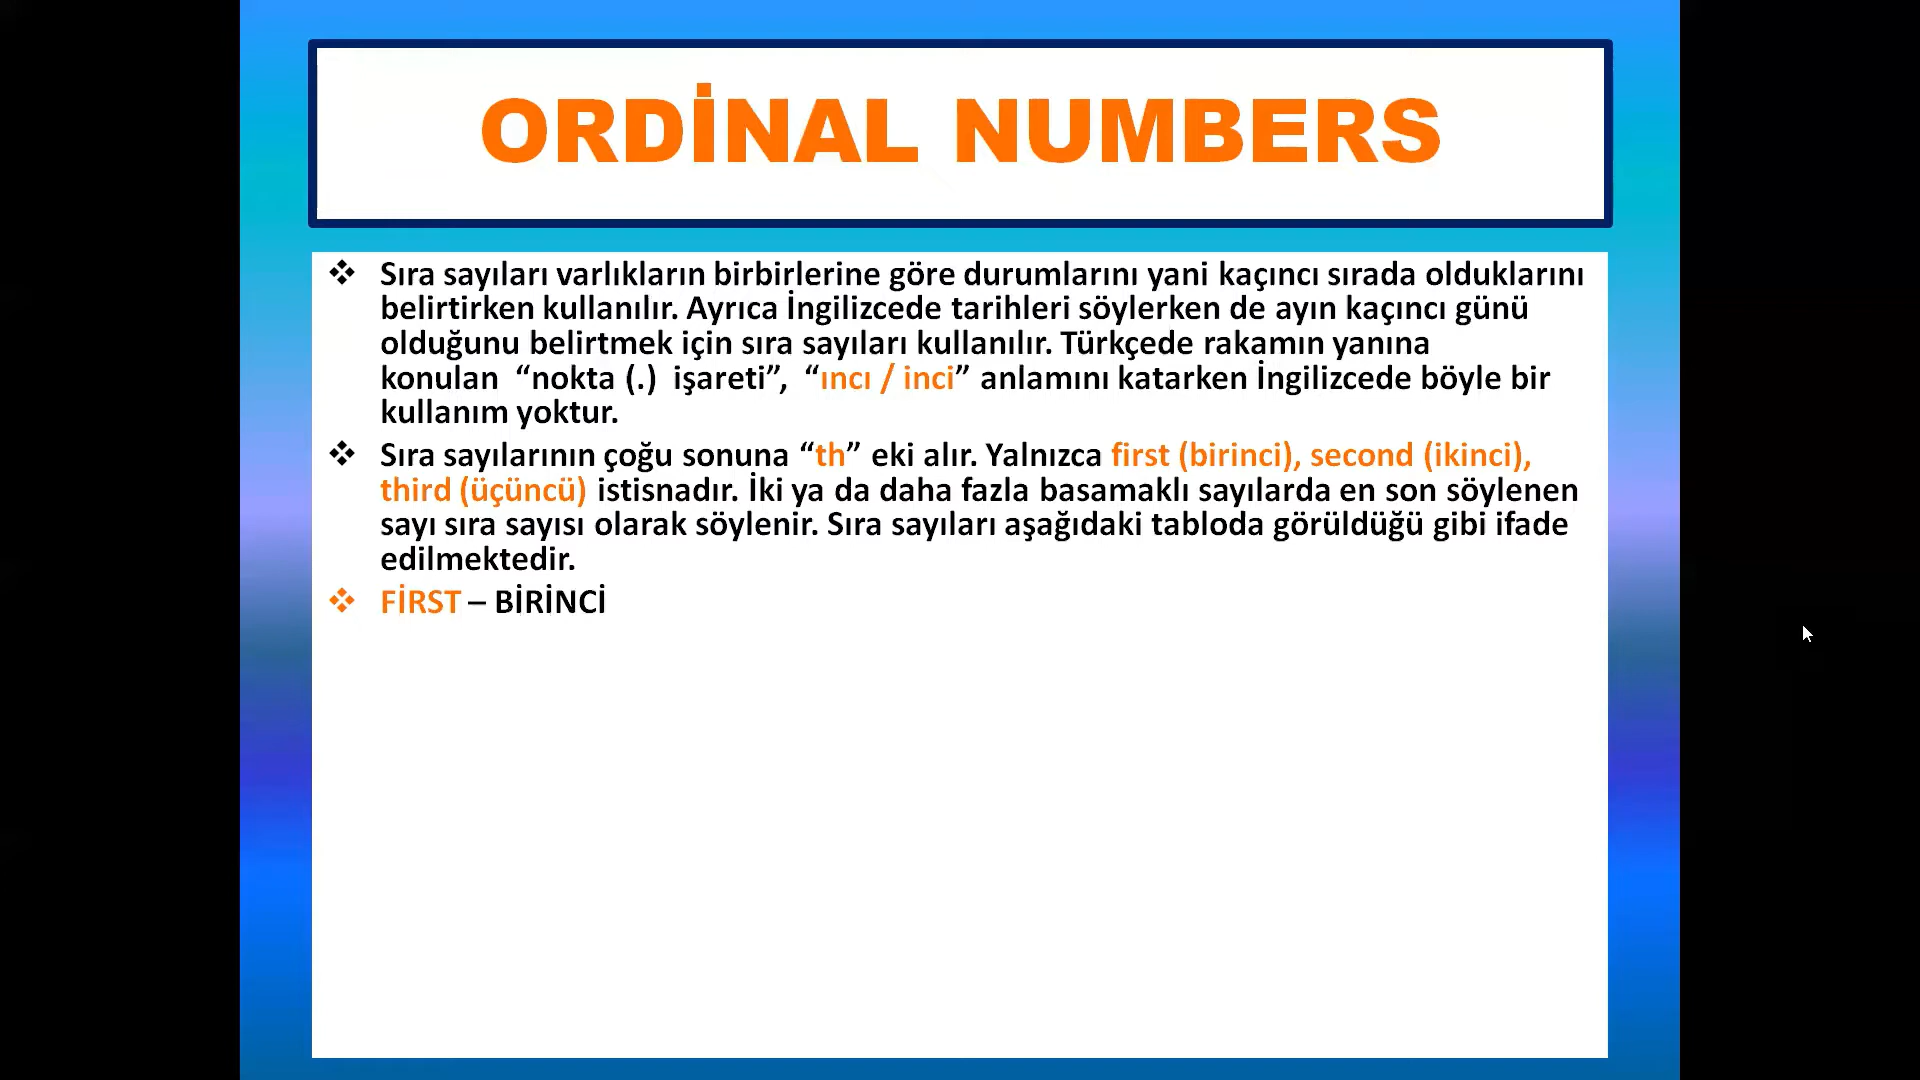 ORDİNAL NUMBERS
❖ Sıra sayıları varlıkların birbirlerine göre durumlarını yani kaçıncı sırada olduklarını
belirtirken kullanılır. Ayrıca İngilizcede tarihleri söylerken de ayın kaçıncı günü
olduğunu belirtmek için sıra sayıları kullanılır. Türkçede rakamın yanına
konulan “nokta (.) işareti”, “ıncı / inci” anlamını katarken İngilizcede böyle bir
kullanım yoktur.
❖ Sıra sayılarının çoğu sonuna “th” eki alır. Yalnızca first (birinci), second (ikinci),
third (üçüncü) istisnadır. İki ya da daha fazla basamaklı sayılarda en son söylenen
sayı sıra sayısı olarak söylenir. Sıra sayıları aşağıdaki tabloda görüldüğü gibi ifade
edilmektedir.
❖ FİRST – BİRİNCİ